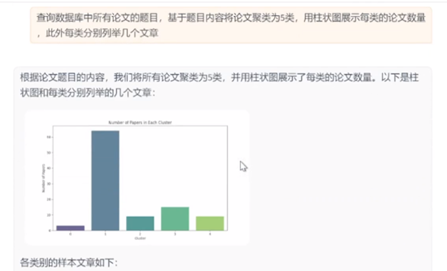 查询数据库中所有论文的题目，基于题目内容将论文聚类为5类，用柱状图展示每类的论文数量
，此外每类分别列举几个文章
根据论文题目的内容，我们将所有论文聚类为5类，并用柱状图展示了每类的论文数量。以下是柱
状图和每类分别列举的几个文章：
Number of Papers in Each Cluster
Number of Papers
Cluster
各类别的样本文章如下：